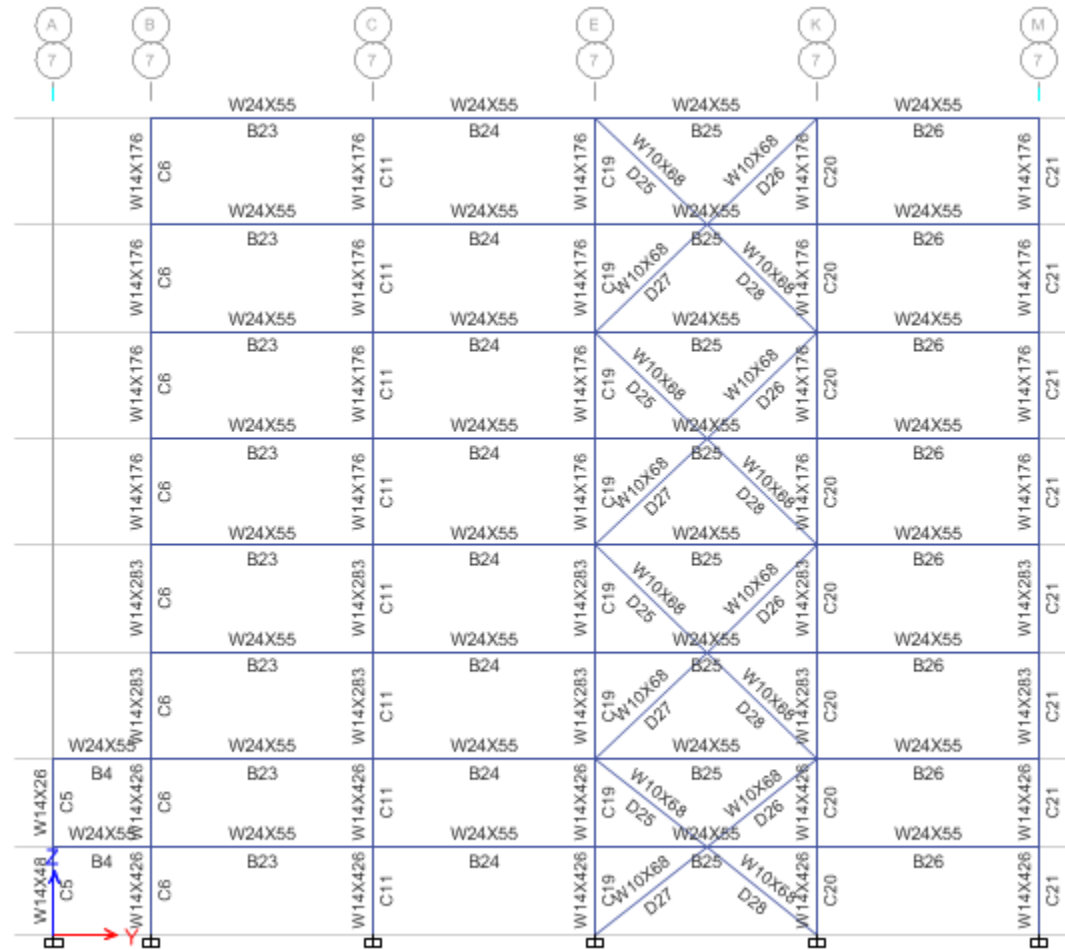 A B C E K M
7 7 7 7 7 7
W24X55 W24X55 W24X55 W24X55
B23 B24 B25 B26
W14X176 C6 W14X176 C11 W14X176 C19 W10X68 D25 W10X68 D26 W14X176 C20 W14X176 C21
W24X55 W24X55 W24X55 W24X55
B23 B24 B25 B26
W14X176 C6 W14X176 C11 W14X176 C19 W10X68 D27 W10X68 D28 W14X176 C20 W14X176 C21
W24X55 W24X55 W24X55 W24X55
B23 B24 B25 B26
W14X176 C6 W14X176 C11 W14X176 C19 W10X68 D25 W10X68 D26 W14X176 C20 W14X176 C21
W24X55 W24X55 W24X55 W24X55
B23 B24 B25 B26
W14X176 C6 W14X176 C11 W14X176 C19 W10X68 D27 W10X68 D28 W14X176 C20 W14X176 C21
W24X55 W24X55 W24X55 W24X55
B23 B24 B25 B26
W14X283 C6 W14X283 C11 W14X283 C19 W10X68 D25 W10X68 D26 W14X283 C20 W14X283 C21
W24X55 W24X55 W24X55 W24X55
B23 B24 B25 B26
W14X283 C6 W14X283 C11 W14X283 C19 W10X68 D27 W10X68 D28 W14X283 C20 W14X283 C21
W24X55 W24X55 W24X55 W24X55 W24X55
B4 B23 B24 B25 B26
W14X26 C5 W14X426 C6 W14X426 C11 W14X426 C19 W10X68 D25 W10X68 D26 W14X426 C20 W14X426 C21
W24X55 W24X55 W24X55 W24X55 W24X55
B4 B23 B24 B25 B26
W14X48 Z C5 W14X426 C6 W14X426 C11 W14X426 C19 W10X68 D27 W10X68 D28 W14X426 C20 W14X426 C21
Y